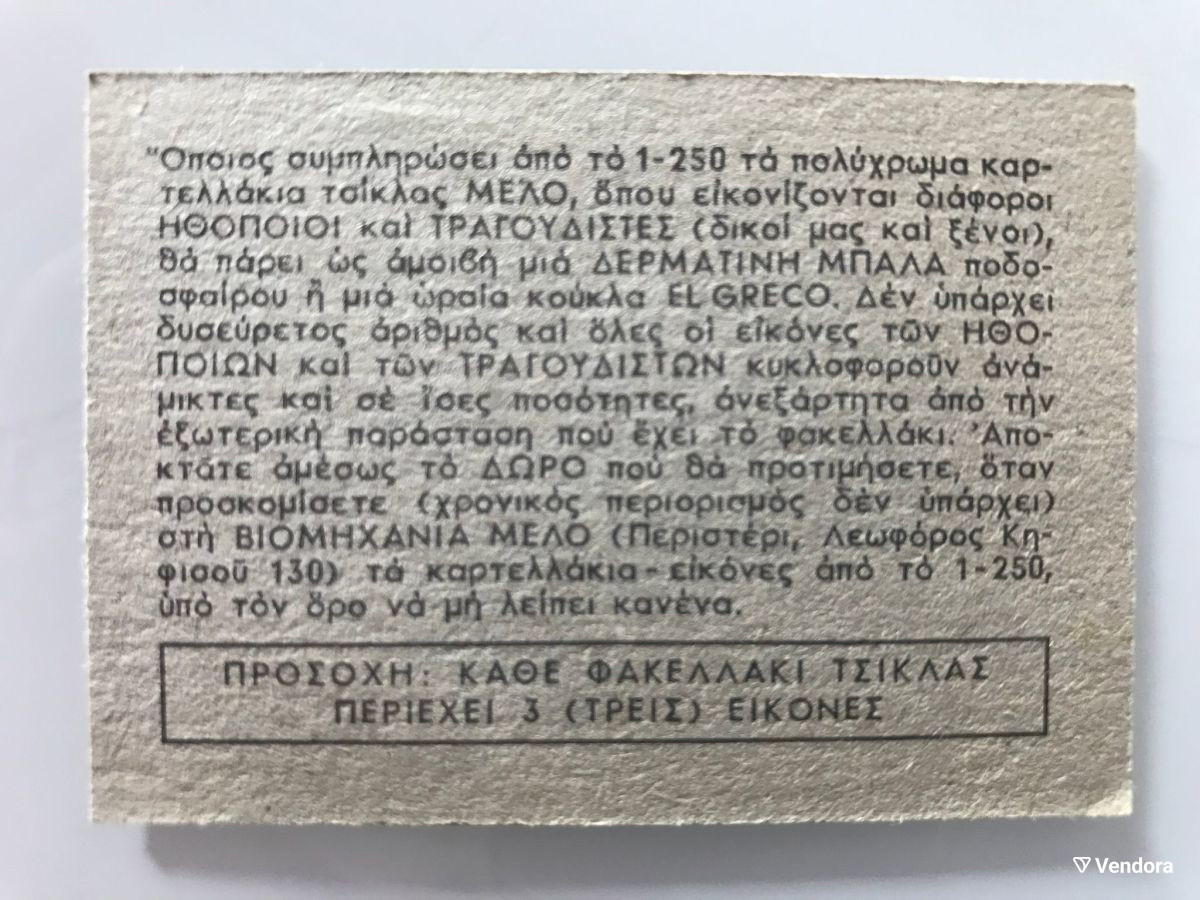 Ὅποιος συμπληρώσει ἀπὸ τὸ 1-250 τὰ πολύχρωμα καρ-
τελλάκια τσίκλας ΜΕΛΟ, ὅπου εἰκονίζονται διάφοροι
ΗΘΟΠΟΙΟΙ καὶ ΤΡΑΓΟΥΔΙΣΤΕΣ (δικοί μας καὶ ξένοι),
θὰ πάρει ὡς ἀμοιβὴ μιὰ ΔΕΡΜΑΤΙΝΗ ΜΠΑΛΑ ποδο-
σφαίρου ἢ μιὰ ὡραία κούκλα EL GRECO. Δὲν ὑπάρχει
δυσεύρετος ἀριθμὸς καὶ ὅλες οἱ εἰκόνες τῶν ΗΘΟ-
ΠΟΙΩΝ καὶ τῶν ΤΡΑΓΟΥΔΙΣΤΩΝ κυκλοφοροῦν ἀνά-
μικτες καὶ σὲ ἴσες ποσότητες, ἀνεξάρτητα ἀπὸ τὴν
ἐξωτερικὴ παράσταση ποὺ ἔχει τὸ φακελλάκι. Ἀπο-
κτᾶτε ἀμέσως τὸ ΔΩΡΟ ποὺ θὰ προτιμήσετε, ὅταν
προσκομίσετε (χρονικὸς περιορισμὸς δὲν ὑπάρχει)
στὴ ΒΙΟΜΗΧΑΝΙΑ ΜΕΛΟ (Περιστέρι, Λεωφόρος Κη-
φισοῦ 130) τὰ καρτελλάκια - εἰκόνες ἀπὸ τὸ 1-250,
ὑπὸ τὸν ὅρο νὰ μὴ λείπει κανένα.
ΠΡΟΣΟΧΗ: ΚΑΘΕ ΦΑΚΕΛΛΑΚΙ ΤΣΙΚΛΑΣ
ΠΕΡΙΕΧΕΙ 3 (ΤΡΕΙΣ) ΕΙΚΟΝΕΣ
Vendora